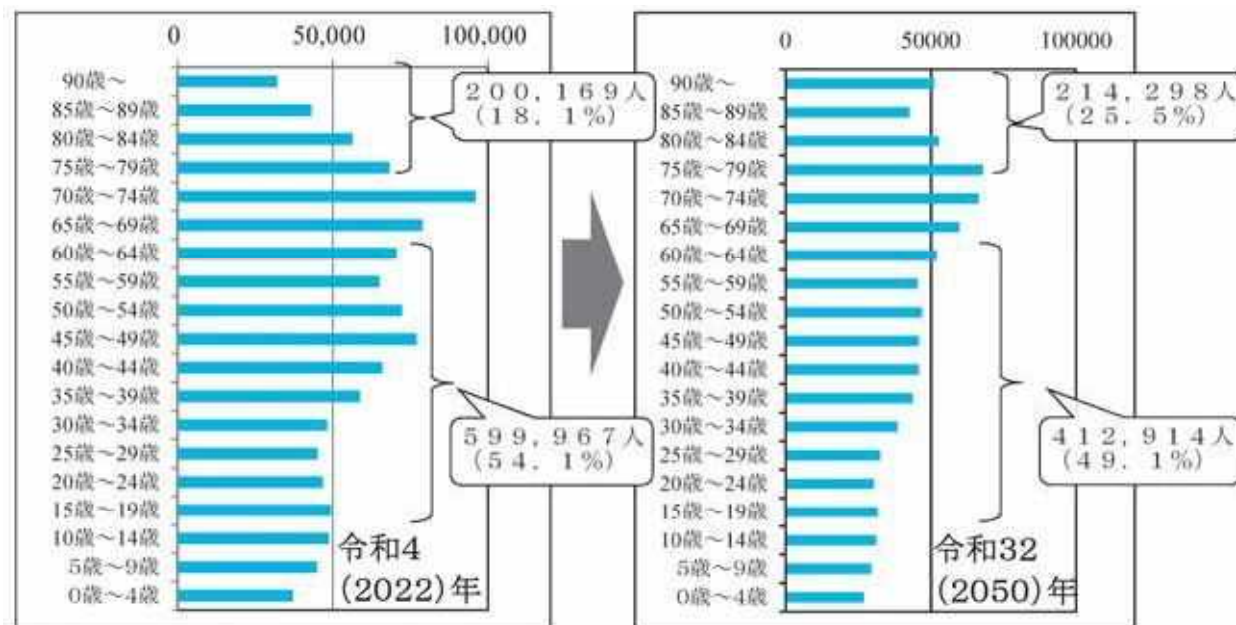 0 50,000 100,000
90歳～
85歳～89歳
80歳～84歳
75歳～79歳
70歳～74歳
65歳～69歳
60歳～64歳
55歳～59歳
50歳～54歳
45歳～49歳
40歳～44歳
35歳～39歳
30歳～34歳
25歳～29歳
20歳～24歳
15歳～19歳
10歳～14歳
5歳～9歳
0歳～4歳
２００,１６９人
（１８．１％）
５９９,９６７人
（５４．１％）
令和4
（2022）年
0 50000 100000
90歳～
85歳～89歳
80歳～84歳
75歳～79歳
70歳～74歳
65歳～69歳
60歳～64歳
55歳～59歳
50歳～54歳
45歳～49歳
40歳～44歳
35歳～39歳
30歳～34歳
25歳～29歳
20歳～24歳
15歳～19歳
10歳～14歳
5歳～9歳
0歳～4歳
２１４,２９８人
（２５．５％）
４１２,９１４人
（４９．１％）
令和32
（2050）年